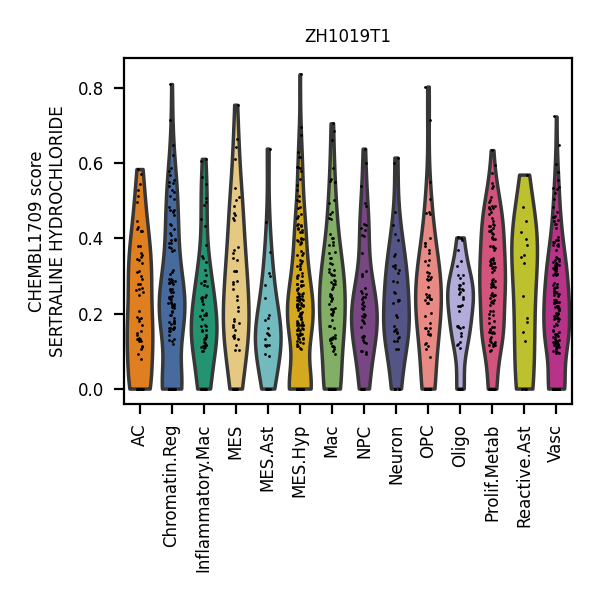 ZH1019T1
CHEMBL1709 score
SERTRALINE HYDROCHLORIDE
0.8
0.6
0.4
0.2
0.0
AC
Chromatin.Reg
Inflammatory.Mac
MES
MES.Ast
MES.Hyp
Mac
NPC
Neuron
OPC
Oligo
Prolif.Metab
Reactive.Ast
Vasc